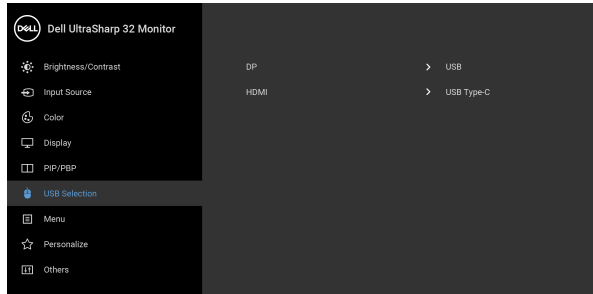 DELL
Dell UltraSharp 32 Monitor
Brightness/Contrast
Input Source
Color
Display
PIP/PBP
USB Selection
Menu
Personalize
Others
DP > USB
HDMI > USB Type-C